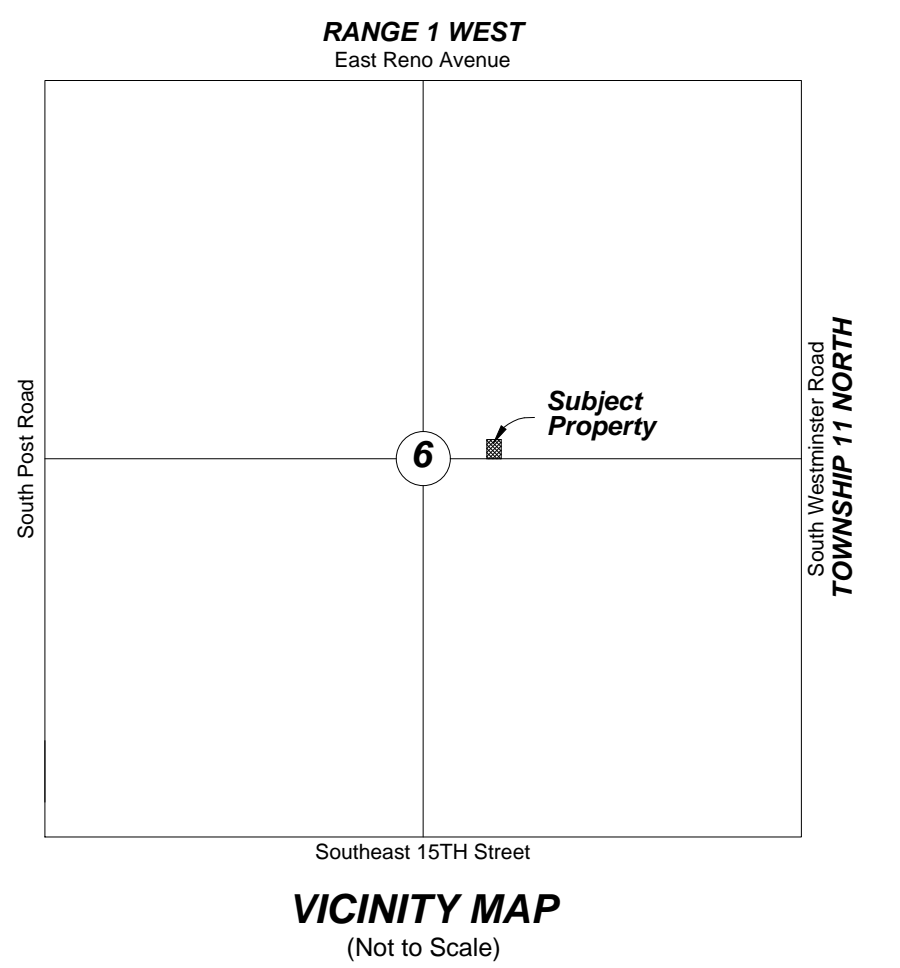 RANGE 1 WEST
East Reno Avenue
South Post Road
Subject
Property
6
South Westminster Road
TOWNSHIP 11 NORTH
Southeast 15TH Street
VICINITY MAP
(Not to Scale)